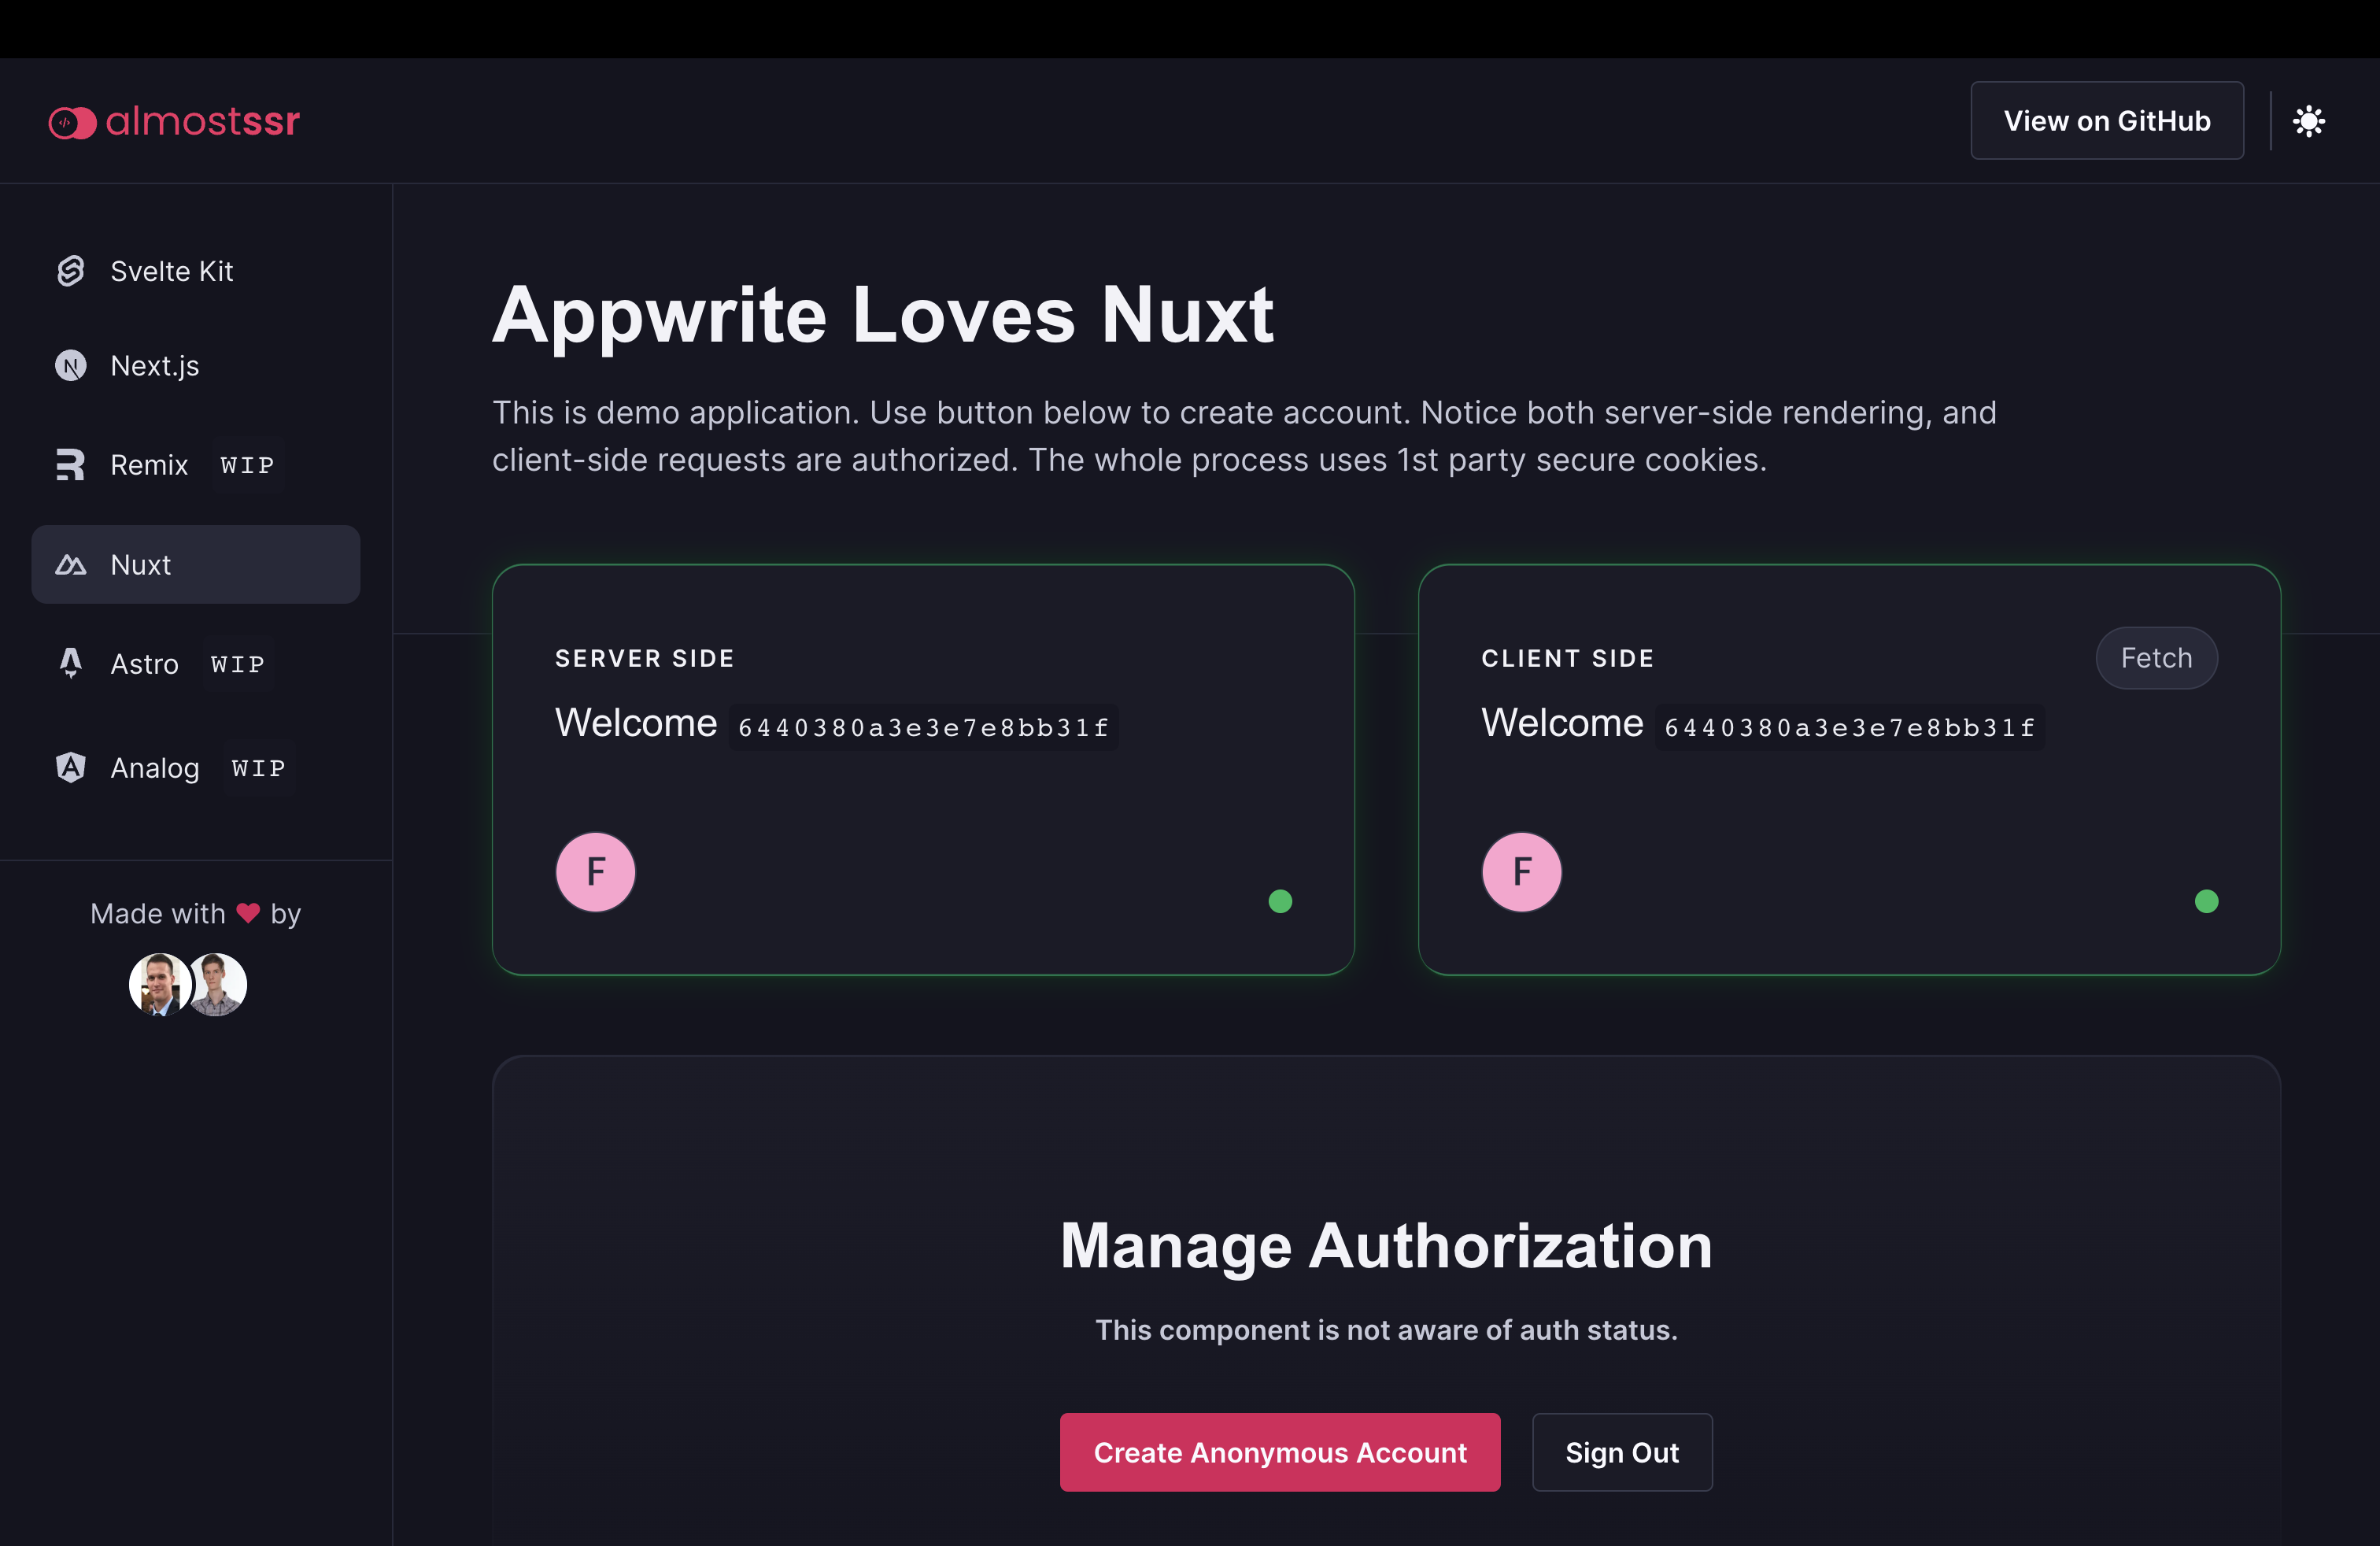 almostssr
View on GitHub
Svelte Kit
Next.js
Remix WIP
Nuxt
Astro WIP
Analog WIP
Made with ❤ by
Appwrite Loves Nuxt
This is demo application. Use button below to create account. Notice both server-side rendering, and
client-side requests are authorized. The whole process uses 1st party secure cookies.
SERVER SIDE
Welcome 6440380a3e3e7e8bb31f
F
CLIENT SIDE
Fetch
Welcome 6440380a3e3e7e8bb31f
F
Manage Authorization
This component is not aware of auth status.
Create Anonymous Account
Sign Out